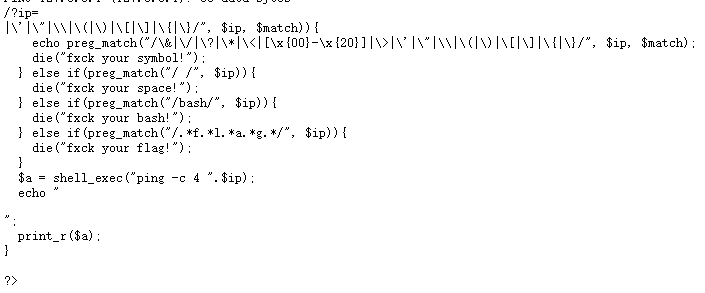 /?ip=
|\'|\"|\\|\(|\)|\[|\]|\{|\}/", $ip, $match)){
echo preg_match("/\&|\/|\?|\*|\<|[\x{00}-\x{20}]|\>|\'|\"|\\|\(|\)|\[|\]|\{|\}/", $ip, $match);
die("fxck your symbol!");
} else if(preg_match("/ /", $ip)){
die("fxck your space!");
} else if(preg_match("/bash/", $ip)){
die("fxck your bash!");
} else if(preg_match("/.*f.*l.*a.*g.*/", $ip)){
die("fxck your flag!");
}
$a = shell_exec("ping -c 4 ".$ip);
echo "
";
print_r($a);
}
?>